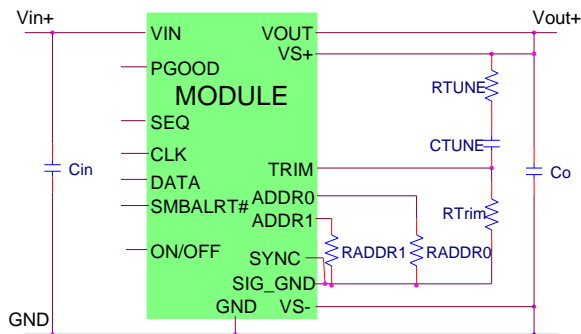 Vin+
Vout+
VIN
VOUT
VS+
PGOOD
RTUNE
MODULE
SEQ
CTUNE
CLK
TRIM
Cin
Co
DATA
ADDR0
SMBALRT#
ADDR1
RTrim
ON/OFF
SYNC
RADDR1
RADDR0
SIG_GND
GND
VS-
GND